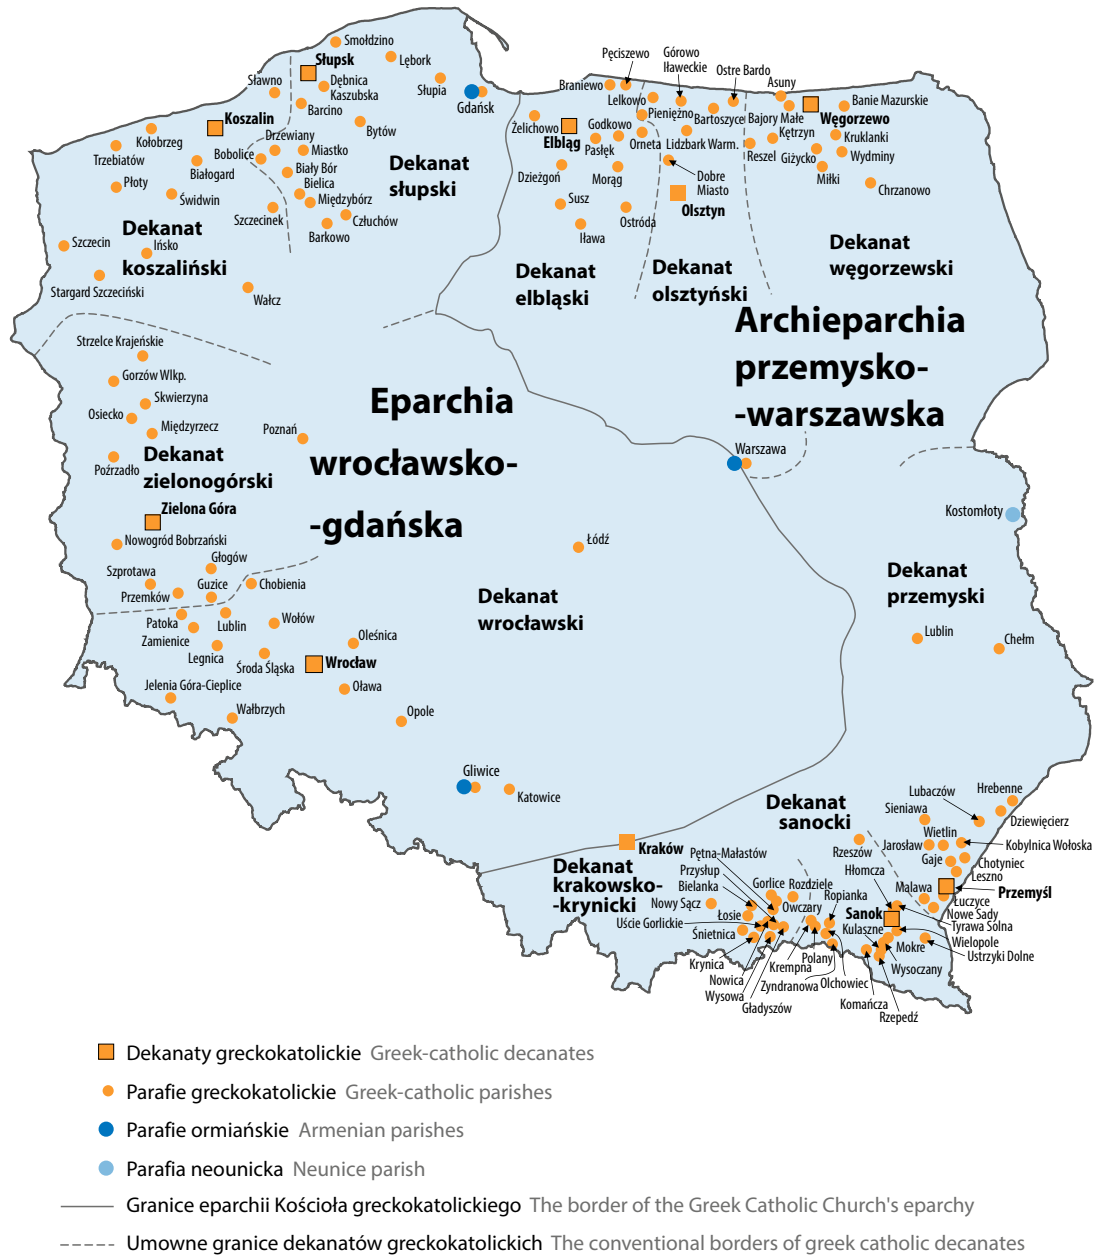 Smołdzino
Słupsk
Lębork
Sławno
Dębnica
Kaszubska
Słupia
Gdańsk
Barcino
Koszalin
Kołobrzeg
Bytów
Drzewiany
Miastko
Trzebiatów
Bobolice
Białogard
Biały Bór
Bielica
Dekanat
słupski
Płoty
Świdwin
Międzybórz
Szczecinek
Człuchów
Barkowo
Dekanat
koszaliński
Szczecin
Ińsko
Stargard Szczeciński
Wałcz
Pęciszewo
Górowo
Iławeckie
Ostre Bardo
Asuny
Braniewo
Lelkowo
Pieniężno
Bartoszyce
Bajory Małe
Węgorzewo
Banie Mazurskie
Żelichowo
Elbląg
Godkowo
Pasłęk
Orneta
Lidzbark Warm.
Kętrzyn
Reszel
Giżycko
Kruklanki
Wydminy
Miłki
Chrzanowo
Dzieżgoń
Morąg
Dobre
Miasto
Olsztyn
Susz
Ostróda
Iława
Dekanat
elbląski
Dekanat
olsztyński
Dekanat
węgorzewski
Archieparchia
przemysko-
-warszawska
Strzelce Krajeńskie
Gorzów Wlkp.
Skwierzyna
Osiecko
Międzyrzecz
Poźrzadło
Dekanat
zielonogórski
Zielona Góra
Poznań
Eparchia
wrocławsko-
-gdańska
Warszawa
Kostomłoty
Nowogród Bobrzański
Głogów
Szprotawa
Guzice
Chobienia
Przemków
Patoka
Lublin
Wołów
Zamienice
Legnica
Środa Śląska
Oleśnica
Wrocław
Oława
Jelenia Góra-Cieplice
Wałbrzych
Opole
Łódź
Dekanat
wrocławski
Dekanat
przemyski
Lublin
Chełm
Gliwice
Katowice
Kraków
Dekanat
krakowsko-
-krynicki
Dekanat
sanocki
Rzeszów
Lubaczów
Hrebenne
Sieniawa
Dziewięcierz
Wietlin
Jarosław
Kobylnica Wołoska
Gaje
Chotyniec
Leszno
Przemyśl
Małąwa
Łuczyce
Nowe Sady
Tyrawa Solna
Wielopole
Ustrzyki Dolne
Hłomcza
Sanok
Kulaszne
Mokre
Wysoczany
Pętna-Małastów
Przysłup
Bielanka
Nowy Sącz
Gorlice
Rozdziele
Ropianka
Owczary
Łosie
Uście Gorlickie
Śnietnica
Krynica
Nowica
Wysowa
Gładyszów
Krempna
Polany
Zyndranowa
Olchowiec
Komańcza
Rzepedź
Dekanaty greckokatolickie Greek-catholic decanates
Parafie greckokatolickie Greek-catholic parishes
Parafie ormiańskie Armenian parishes
Parafia neounicka Neunice parish
Granice eparchii Kościoła greckokatolickiego The border of the Greek Catholic Church's eparchy
Umowne granice dekanatów greckokatolickich The conventional borders of greek catholic decanates